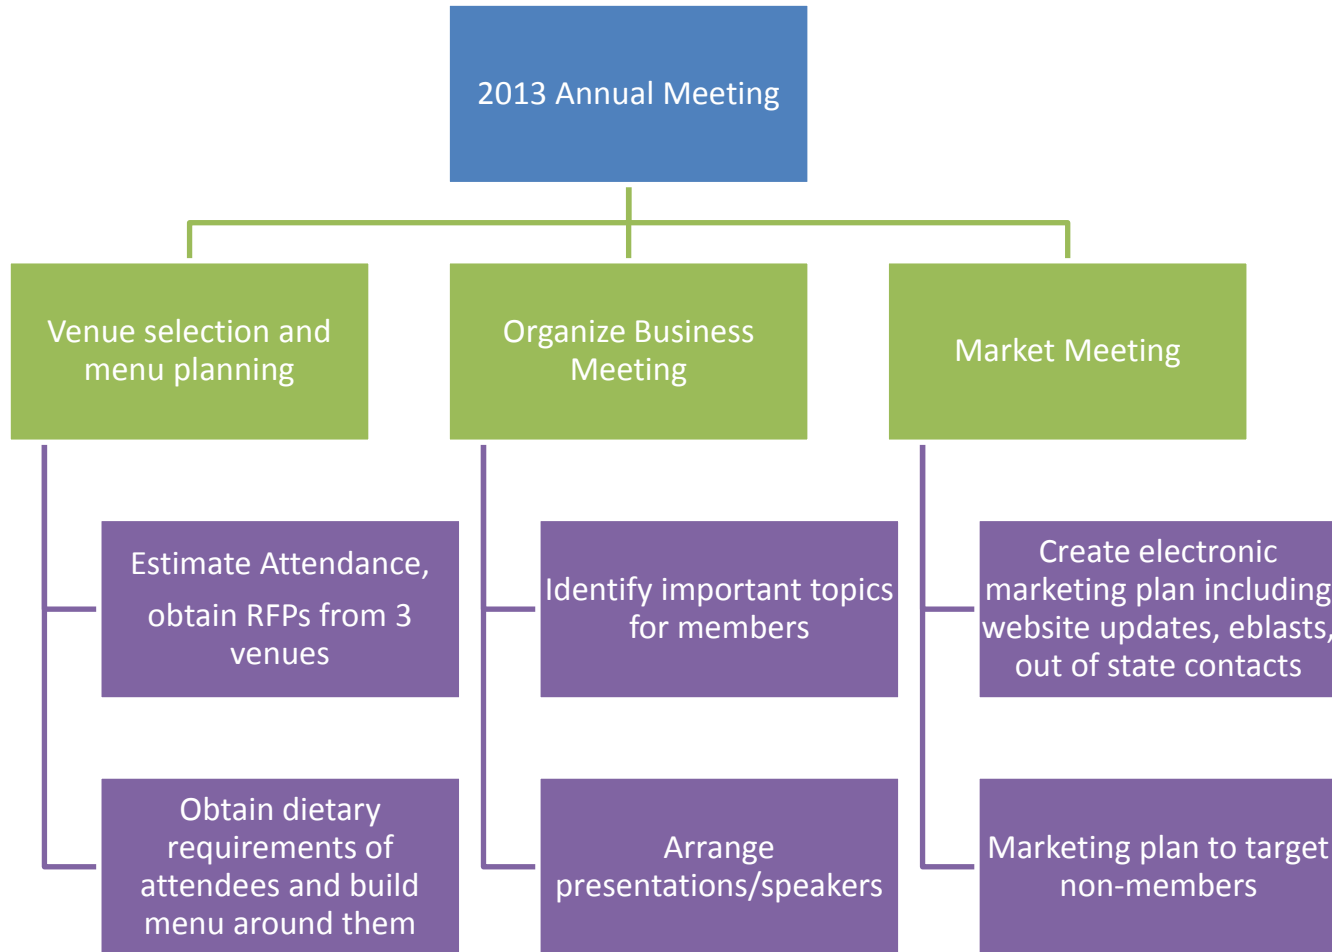 2013 Annual Meeting
Venue selection and
menu planning
Organize Business
Meeting
Market Meeting
Estimate Attendance,
obtain RFPs from 3
venues
Identify important topics
for members
Create electronic
marketing plan including
website updates, eblasts,
out of state contacts
Obtain dietary
requirements of
attendees and build
menu around them
Arrange
presentations/speakers
Marketing plan to target
non-members